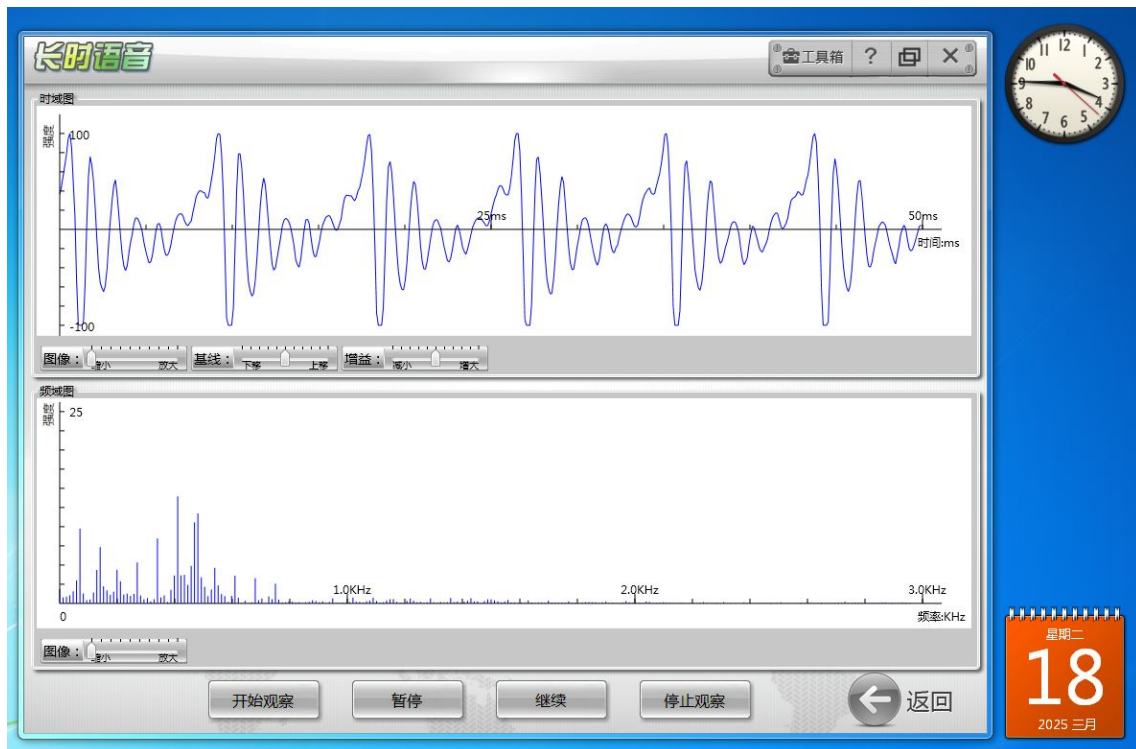 长时语音
工具箱 ?
时域图
强度
100
25ms
50ms
时间:ms
-100
图像: 缩小 放大 基线: 下移 上移 增益: 减小 增大
频域图
强度
25
1.0KHz 2.0KHz 3.0KHz
0
频率:KHz
图像: 缩小 放大
开始观察 暂停 继续 停止观察 返回
12
11 1
10 2
9 3
8 4
7 5
6
星期二
18
2025 三月